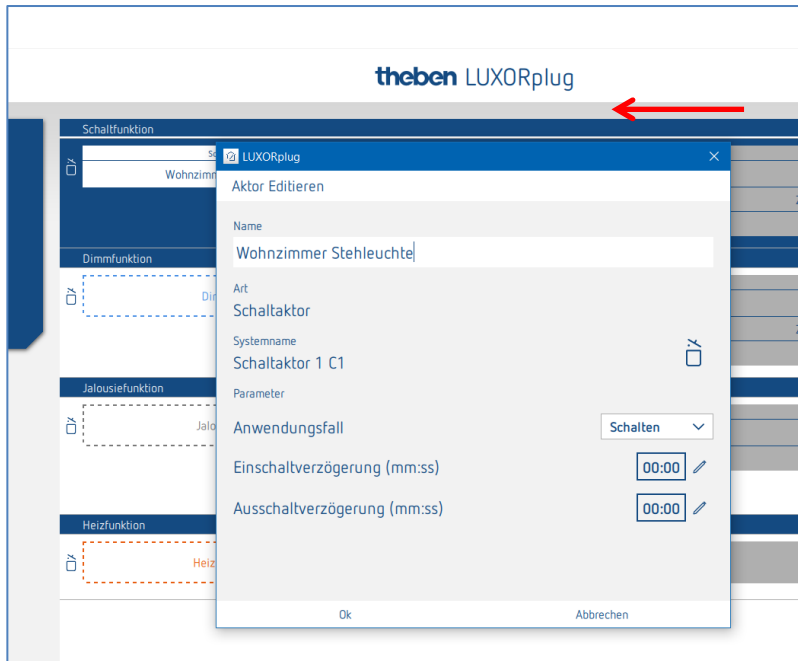 theben LUXORplug
Schaltfunktion
Wohnzimm
LUXORplug
Aktor Editieren
Name
Wohnzimmer Stehleuchte
Dimmfunktion
Art
Schaltaktor
Systemname
Schaltaktor 1 C1
Jalousiefunktion
Parameter
Jalo
Anwendungsfall
Schalten
Einschaltverzögerung (mm:ss)
00:00
Ausschaltverzögerung (mm:ss)
00:00
Heizfunktion
Heiz
Ok Abbrechen